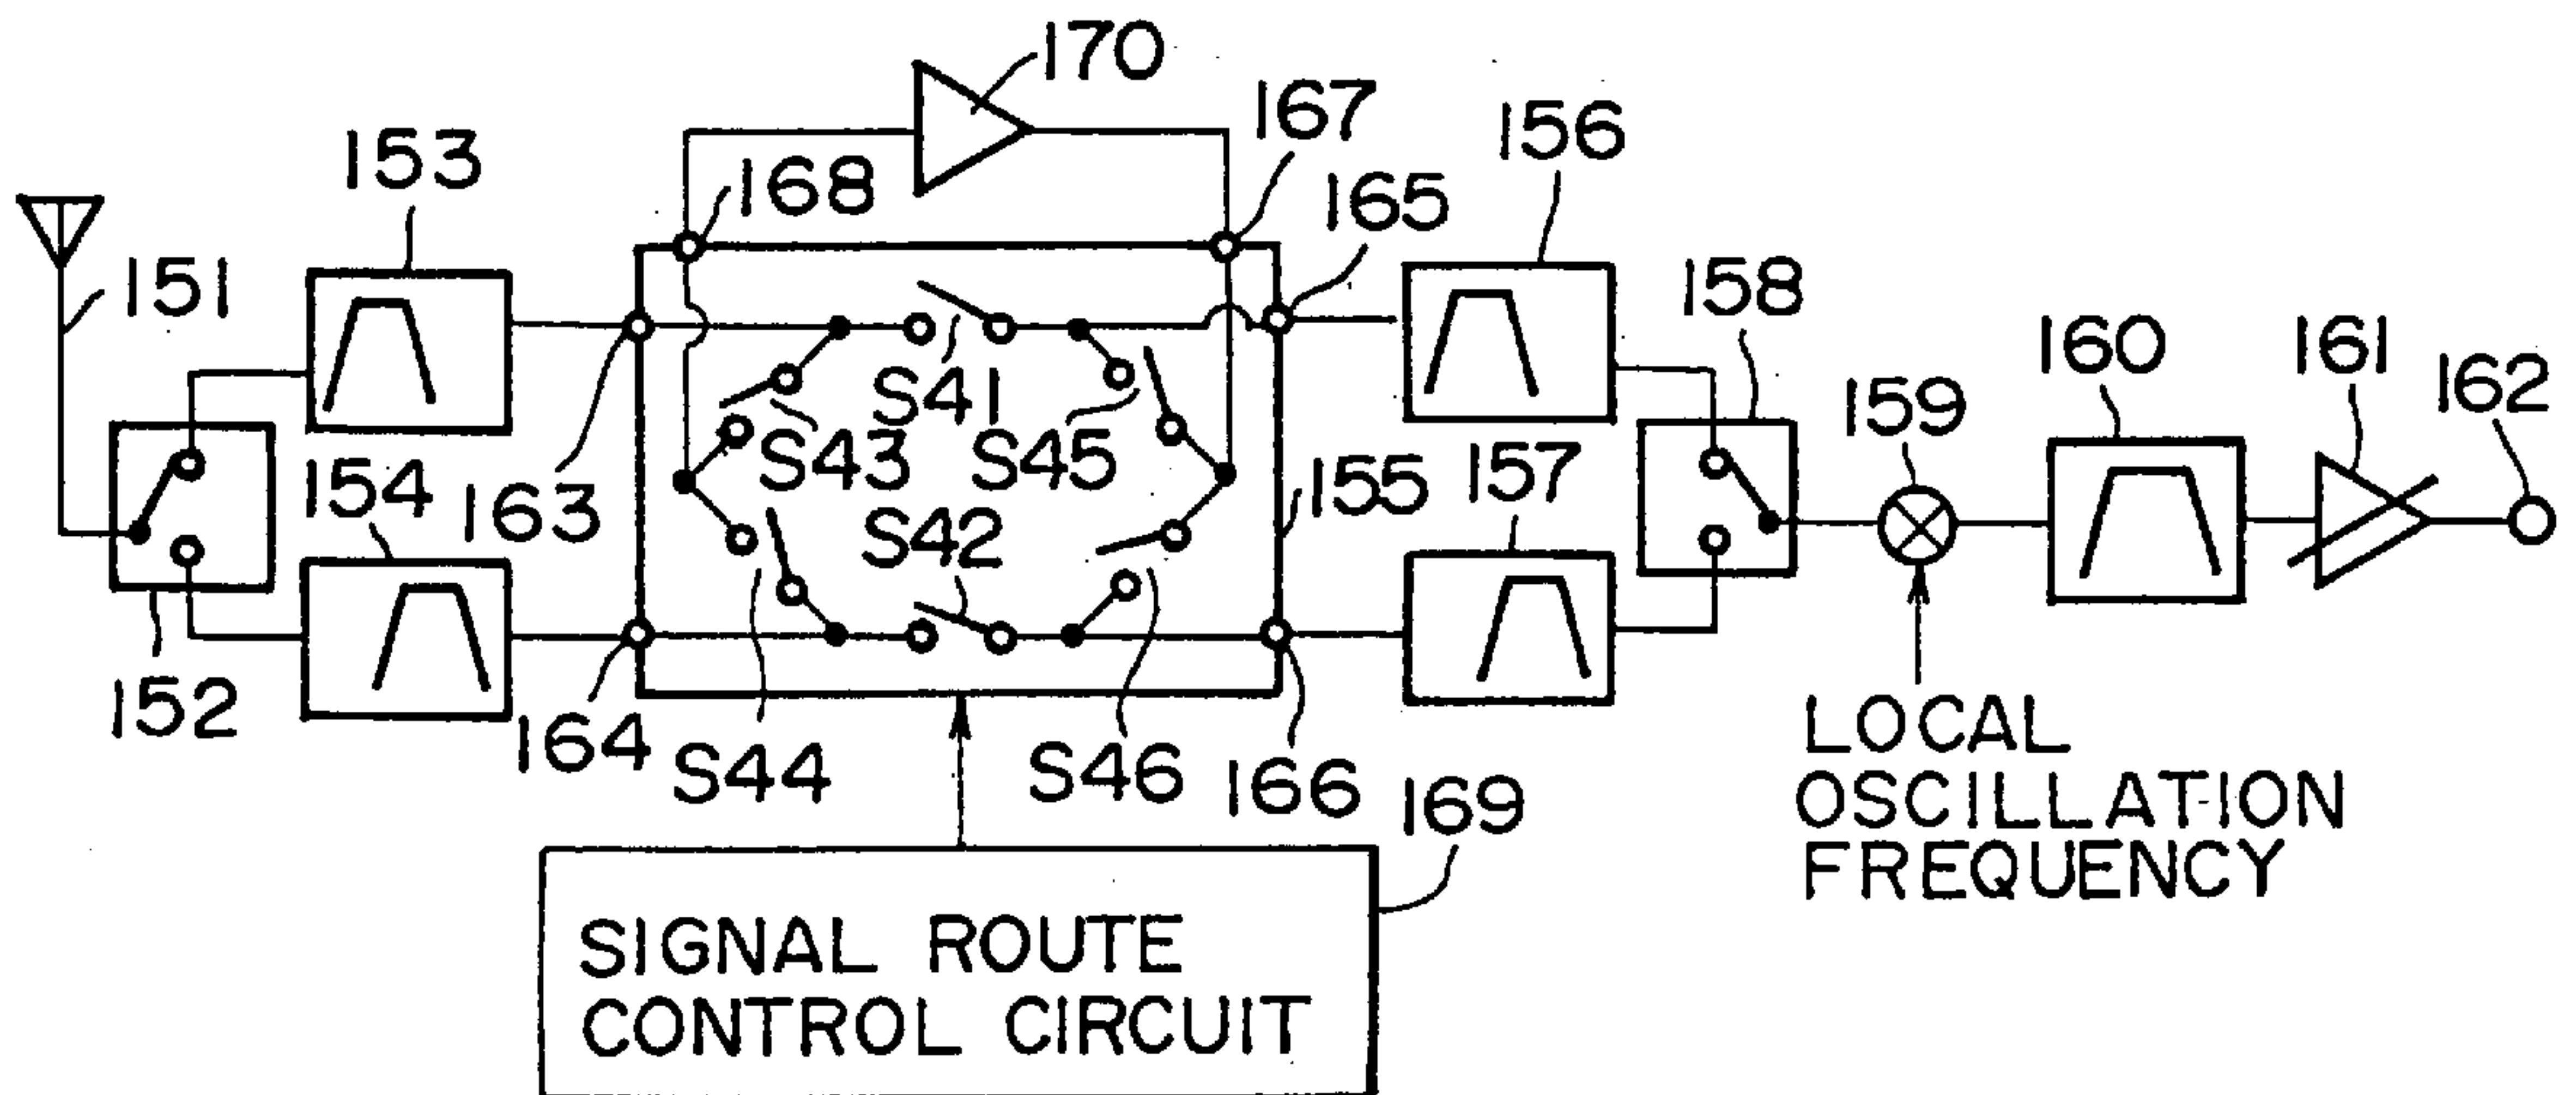 170
167
156
153
168
165
151
158
160
161
162
159
S41
S43
S45
154
163
155
157
S42
152
164
S44
S46
166
169
LOCAL
OSCILLATION
FREQUENCY
SIGNAL ROUTE
CONTROL CIRCUIT